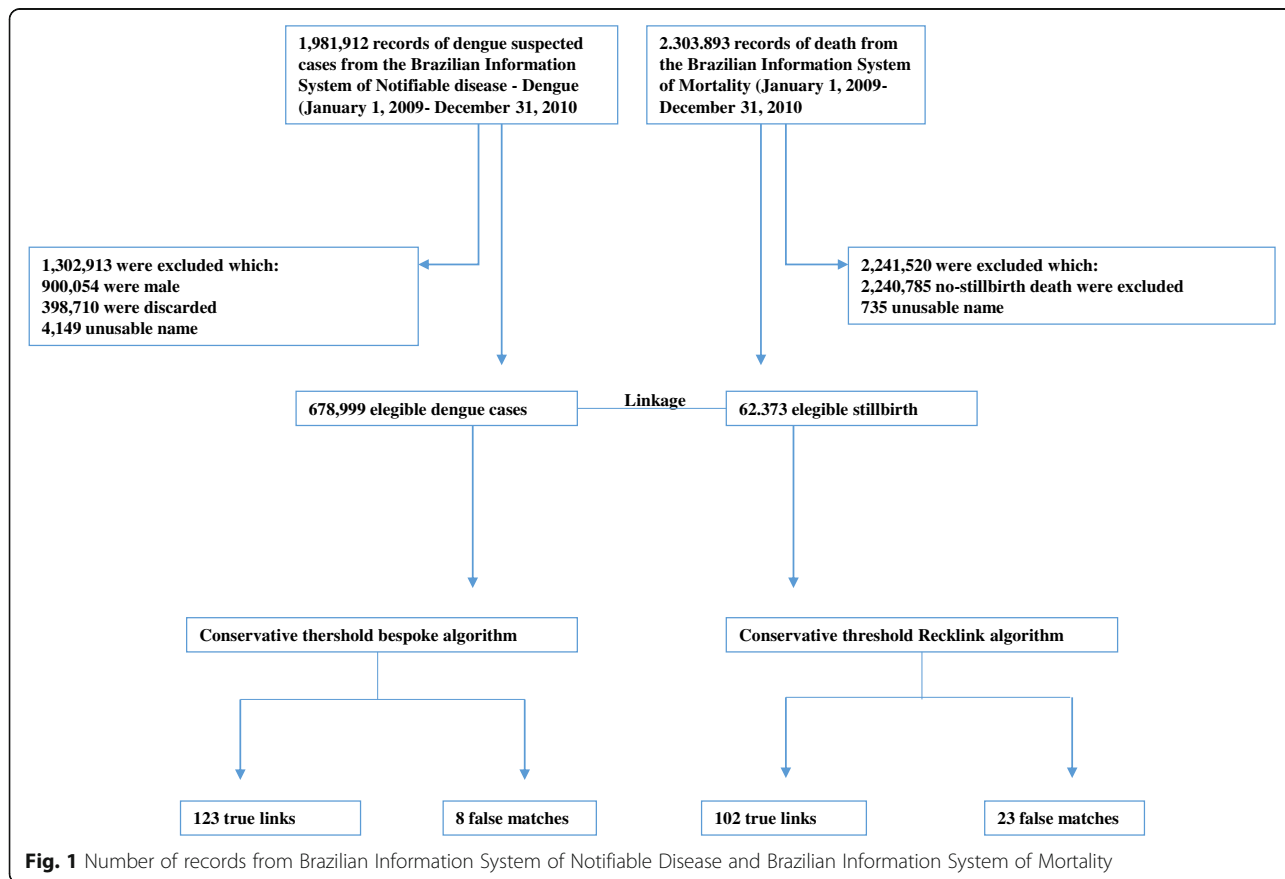 1,981,912 records of dengue suspected
cases from the Brazilian Information
System of Notifiable disease - Dengue
(January 1, 2009- December 31, 2010
2.303.893 records of death from
the Brazilian Information System
of Mortality (January 1, 2009-
December 31, 2010
1,302,913 were excluded which:
900,054 were male
398,710 were discarded
4,149 unusable name
2,241,520 were excluded which:
2,240,785 no-stillbirth death were excluded
735 unusable name
678,999 elegible dengue cases
Linkage
62.373 elegible stillbirth
Conservative thershold bespoke algorithm
Conservative threshold Recklink algorithm
123 true links
8 false matches
102 true links
23 false matches
Fig. 1 Number of records from Brazilian Information System of Notifiable Disease and Brazilian Information System of Mortality